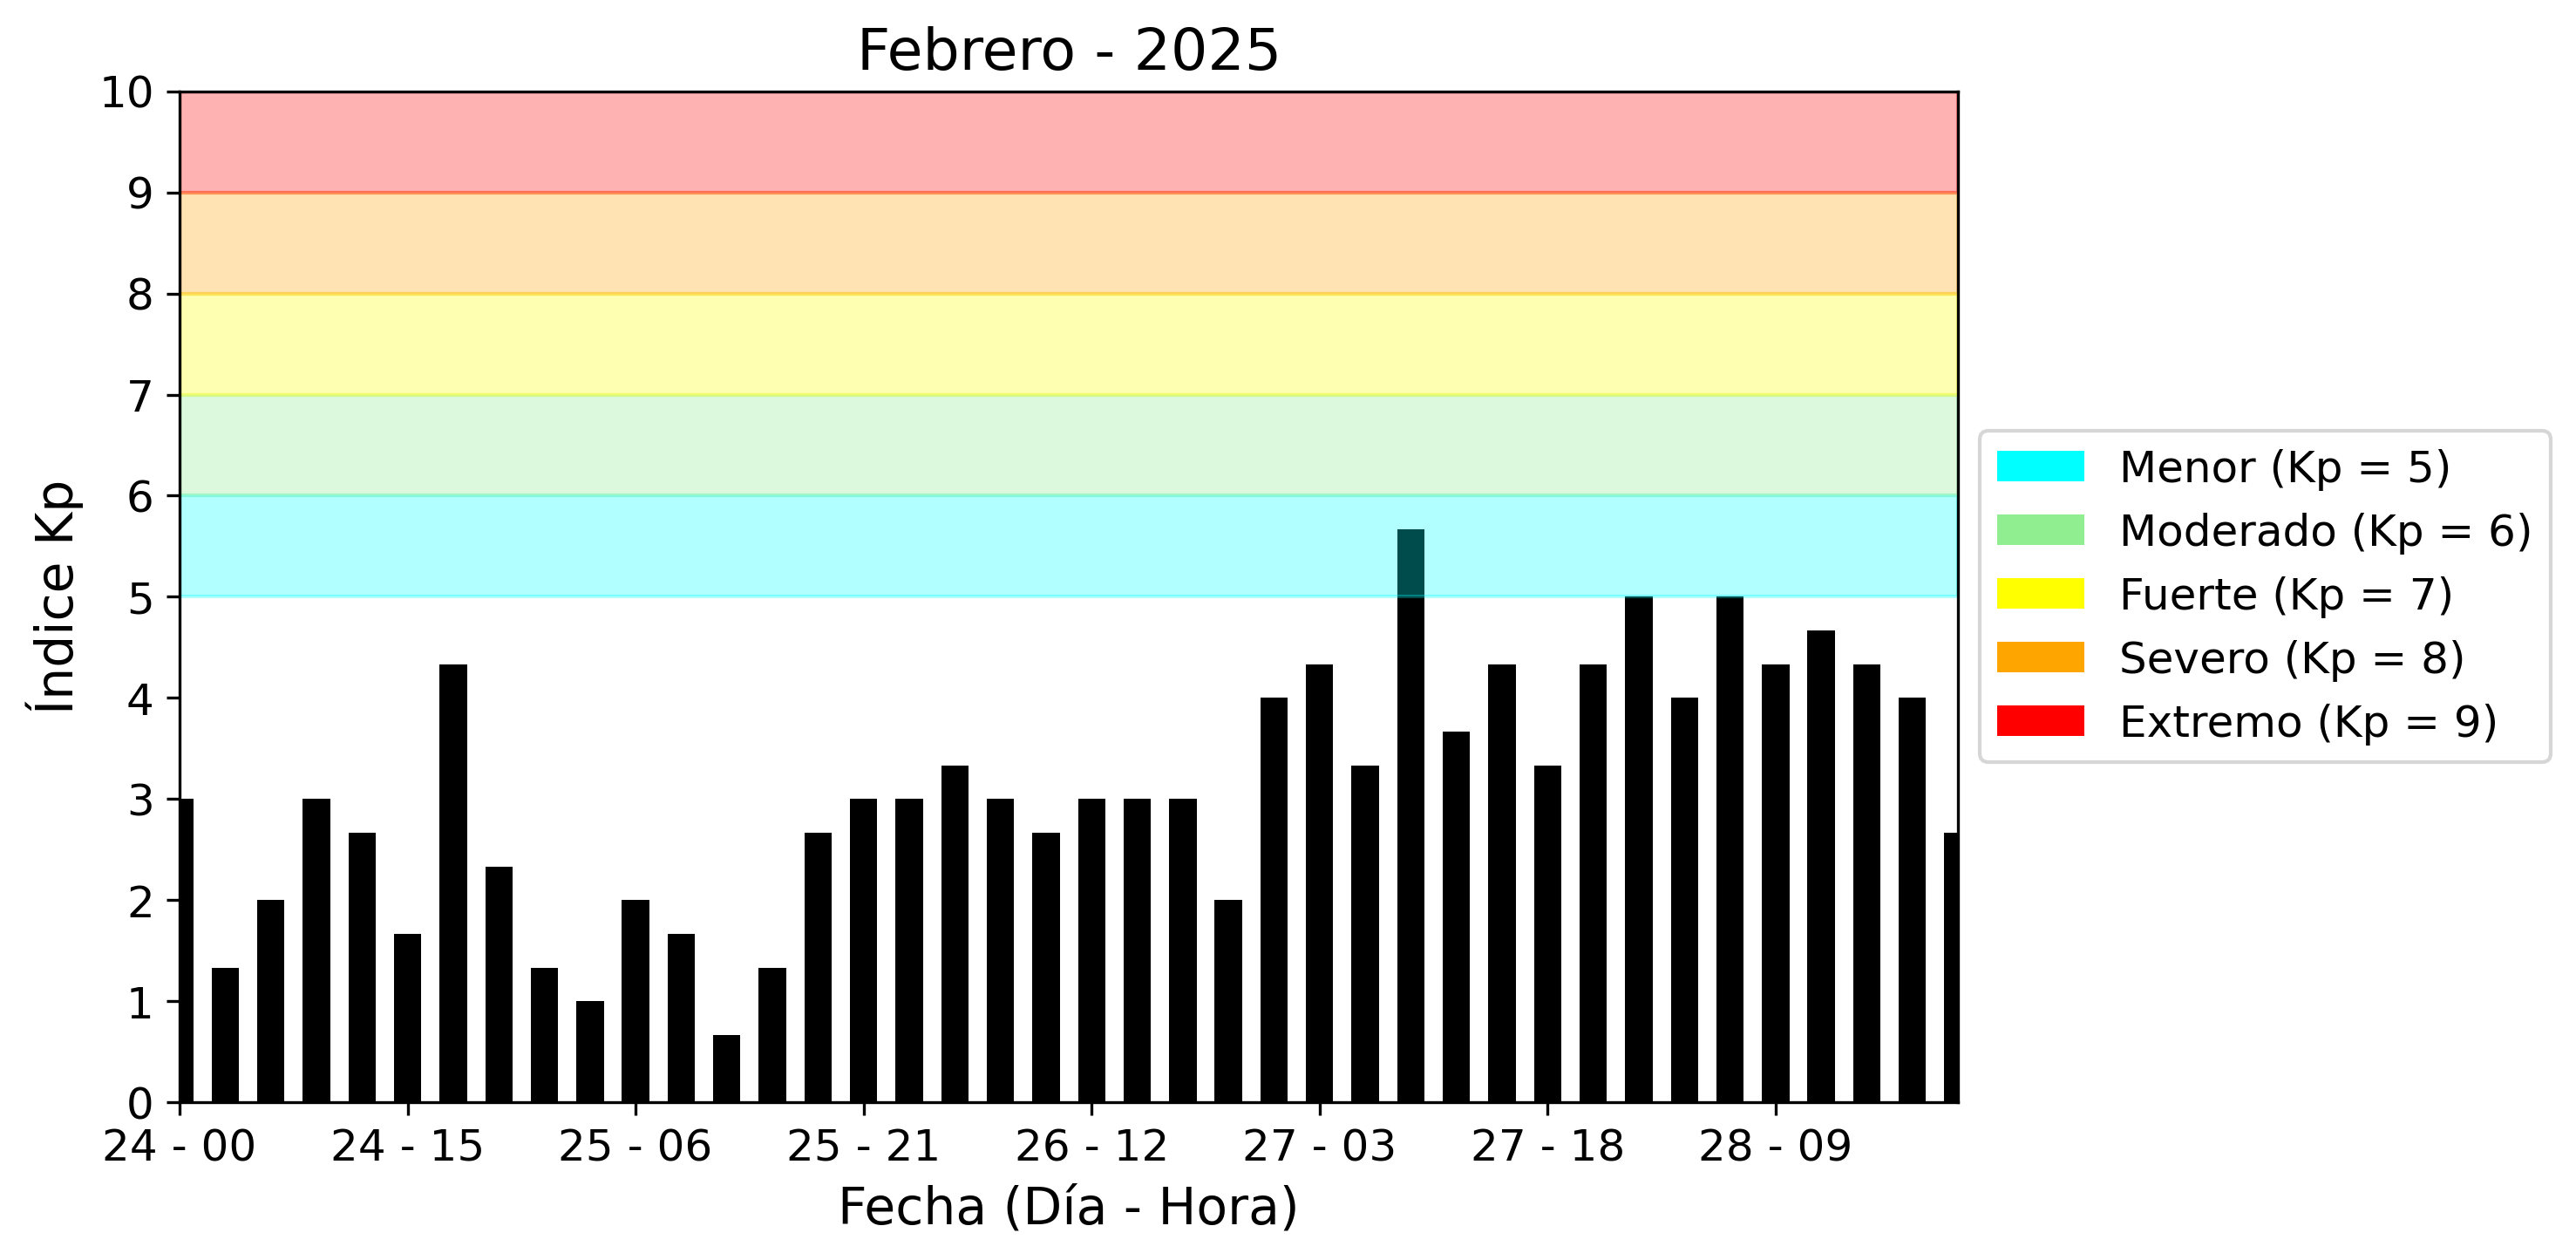 Febrero - 2025
10
9
8
7
6
5
4
3
2
1
0
Índice Kp
24 - 00
24 - 15
25 - 06
25 - 21
26 - 12
27 - 03
27 - 18
28 - 09
Fecha (Día - Hora)
Menor (Kp = 5)
Moderado (Kp = 6)
Fuerte (Kp = 7)
Severo (Kp = 8)
Extremo (Kp = 9)